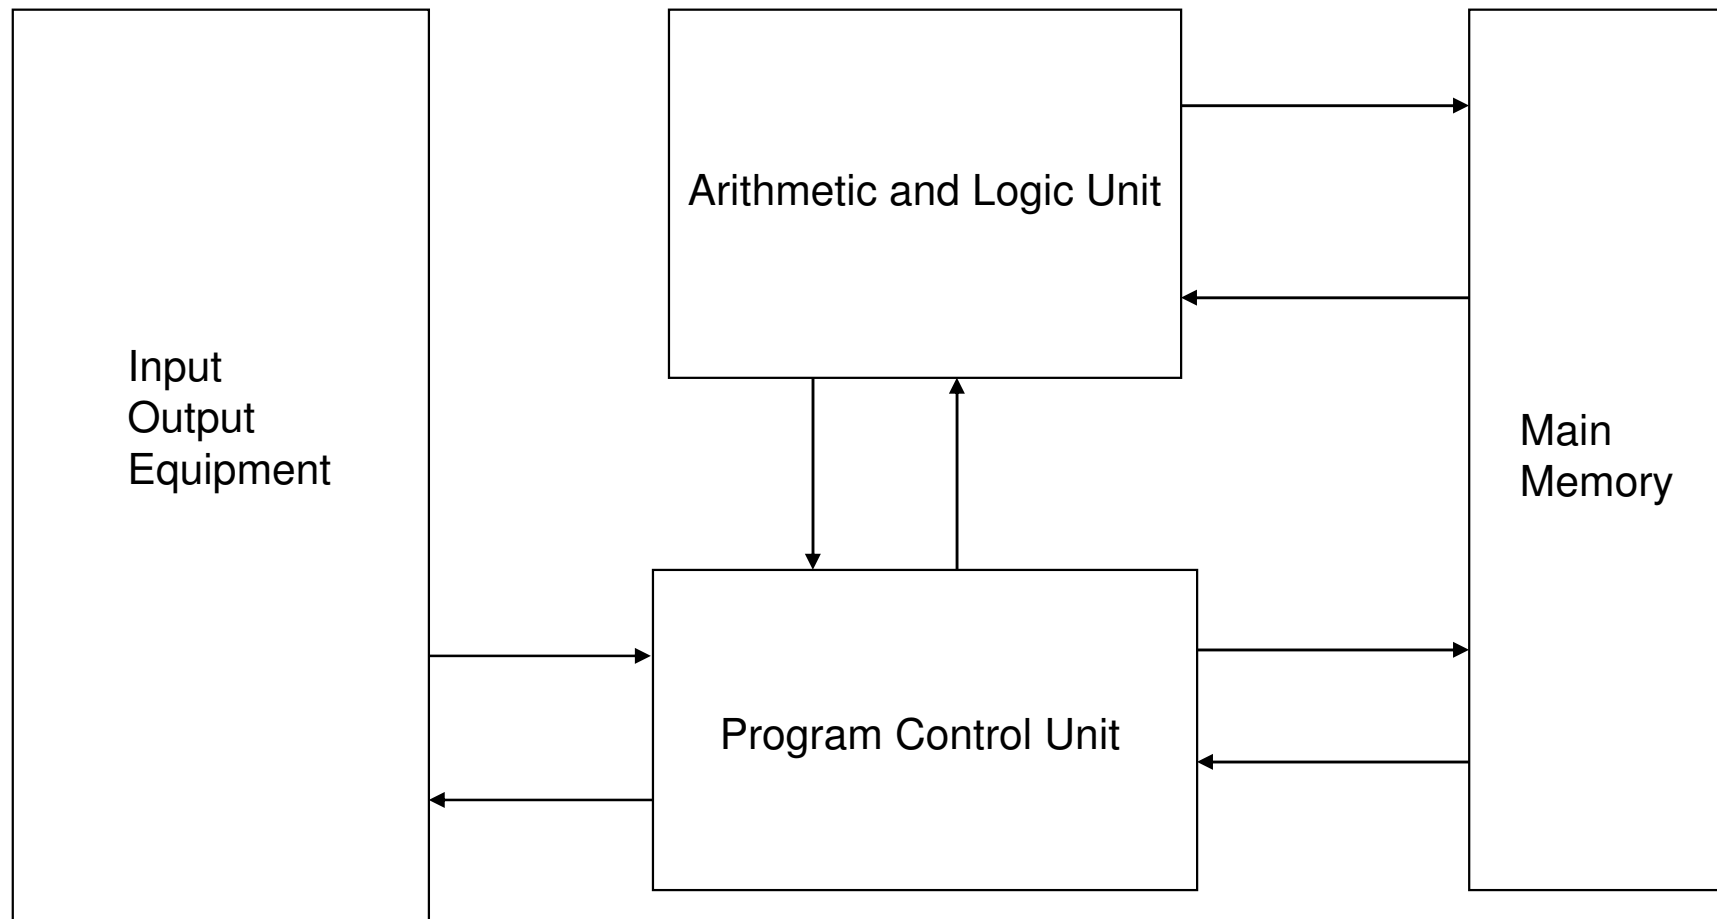 Arithmetic and Logic Unit
Input
Output
Equipment
Main
Memory
Program Control Unit